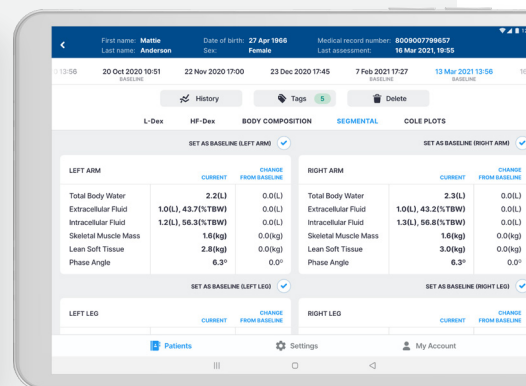 First name: Mattie Date of birth: 27 Apr 1966 Medical record number: 8009007799657
Last name: Anderson Sex: Female Last assessment: 16 Mar 2021, 19:55
13:56 20 Oct 2020 10:51 22 Nov 2020 17:00 23 Dec 2020 17:45 7 Feb 2021 17:27 13 Mar 2021 13:56
BASELINE BASELINE BASELINE
History Tags 5 Delete
L-Dex HF-Dex BODY COMPOSITION SEGMENTAL COLE PLOTS
SET AS BASELINE (LEFT ARM) SET AS BASELINE (RIGHT ARM)
LEFT ARM CURRENT CHANGE FROM BASELINE RIGHT ARM CURRENT CHANGE FROM BASELINE
Total Body Water 2.2(L) 0.0(L) Total Body Water 2.3(L) 0.0(L)
Extracellular Fluid 1.0(L), 43.7(%TBW) 0.0(L) Extracellular Fluid 1.0(L), 43.2(%TBW) 0.0(L)
Intracellular Fluid 1.2(L), 56.3(%TBW) 0.0(L) Intracellular Fluid 1.3(L), 56.8(%TBW) 0.0(L)
Skeletal Muscle Mass 1.6(kg) 0.0(kg) Skeletal Muscle Mass 1.6(kg) 0.0(kg)
Lean Soft Tissue 2.8(kg) 0.0(kg) Lean Soft Tissue 3.0(kg) 0.0(kg)
Phase Angle 6.3° 0.0° Phase Angle 6.3° 0.0°
SET AS BASELINE (LEFT LEG) SET AS BASELINE (RIGHT LEG)
LEFT LEG CURRENT CHANGE FROM BASELINE RIGHT LEG CURRENT CHANGE FROM BASELINE
Patients Settings My Account